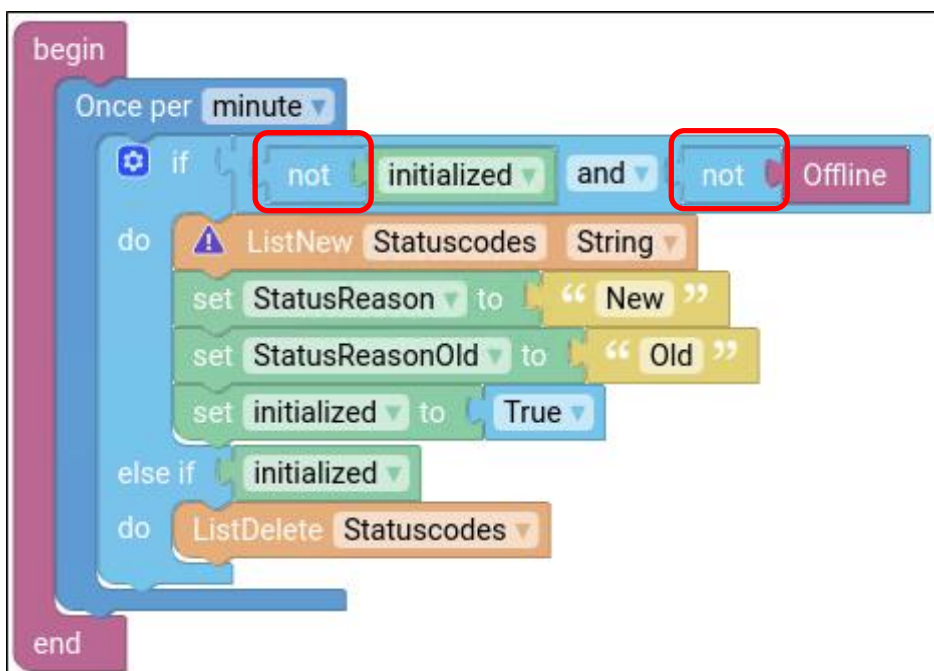 begin
Once per minute
if not initialized and not Offline
do ListNew Statuscodes String
set StatusReason to “ New ”
set StatusReasonOld to “ Old ”
set initialized to True
else if initialized
do ListDelete Statuscodes
end